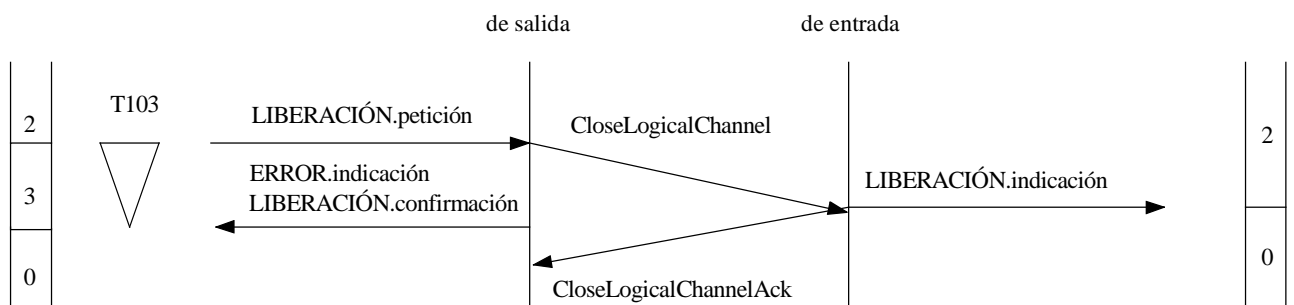 de salida
de entrada
T103
LIBERACIÓN.petición
CloseLogicalChannel
2
2
ERROR.indicación
LIBERACIÓN.confirmación
LIBERACIÓN.indicación
3
0
0
CloseLogicalChannelAck